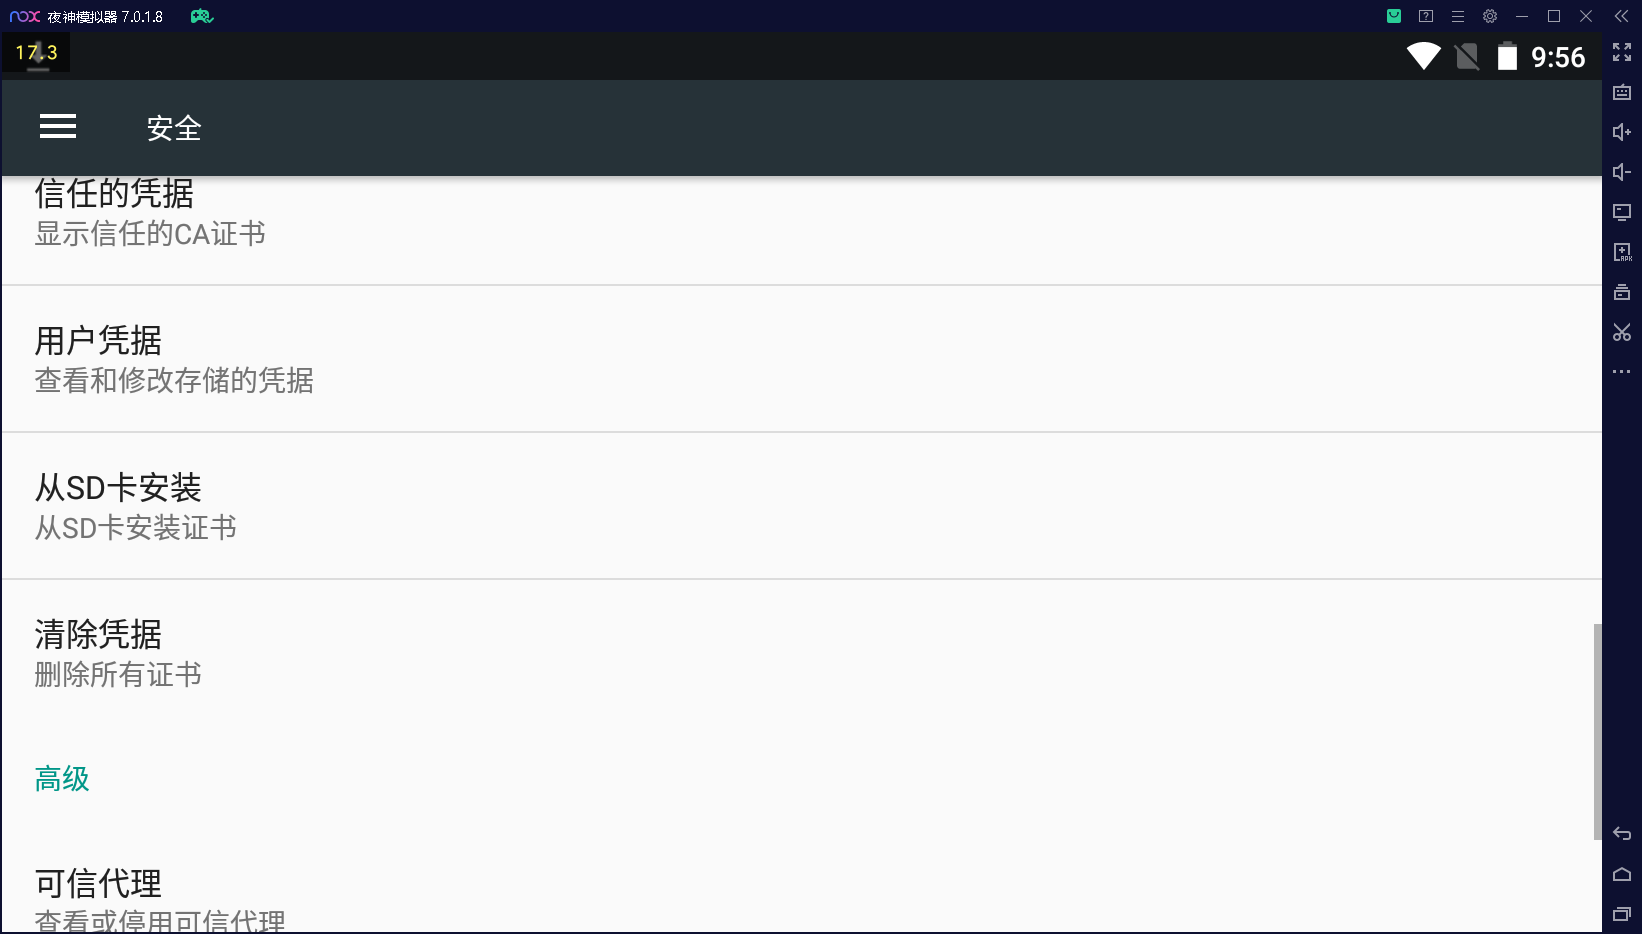 nox 夜神模拟器 7.0.1.8
17.3
9:56
安全
信任的凭据
显示信任的CA证书
用户凭据
查看和修改存储的凭据
从SD卡安装
从SD卡安装证书
清除凭据
删除所有证书
高级
可信代理
查看或停用可信代理
APK